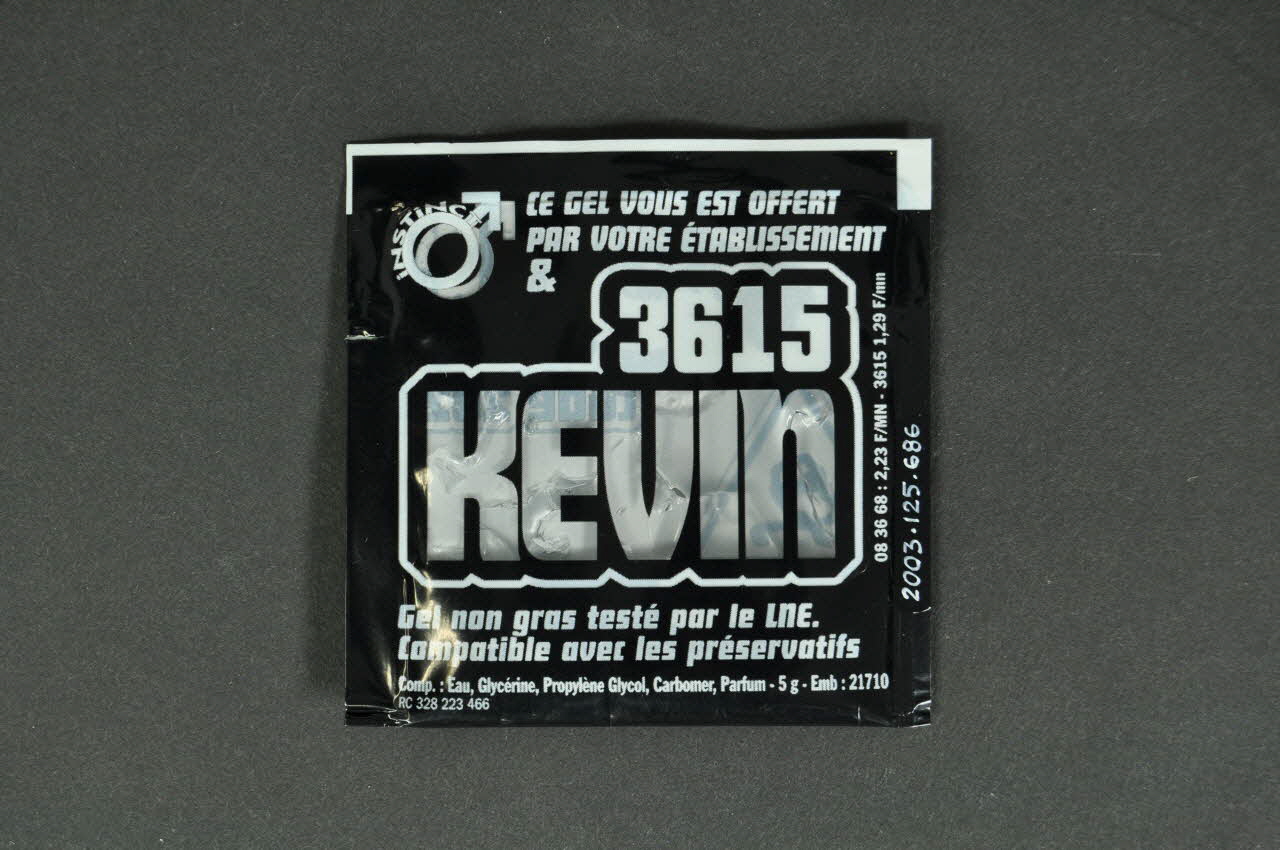 INSTINCT
CE GEL VOUS EST OFFERT
PAR VOTRE ÉTABLISSEMENT
&
3615
KEVIN
08 36 68 : 2,23 F/MN - 3615 1,29 F/mn
2003.125.686
Gel non gras testé par le LNE.
Compatible avec les préservatifs
Comp. : Eau, Glycérine, Propylène Glycol, Carbomer, Parfum - 5 g - Emb : 21710
RC 328 223 466